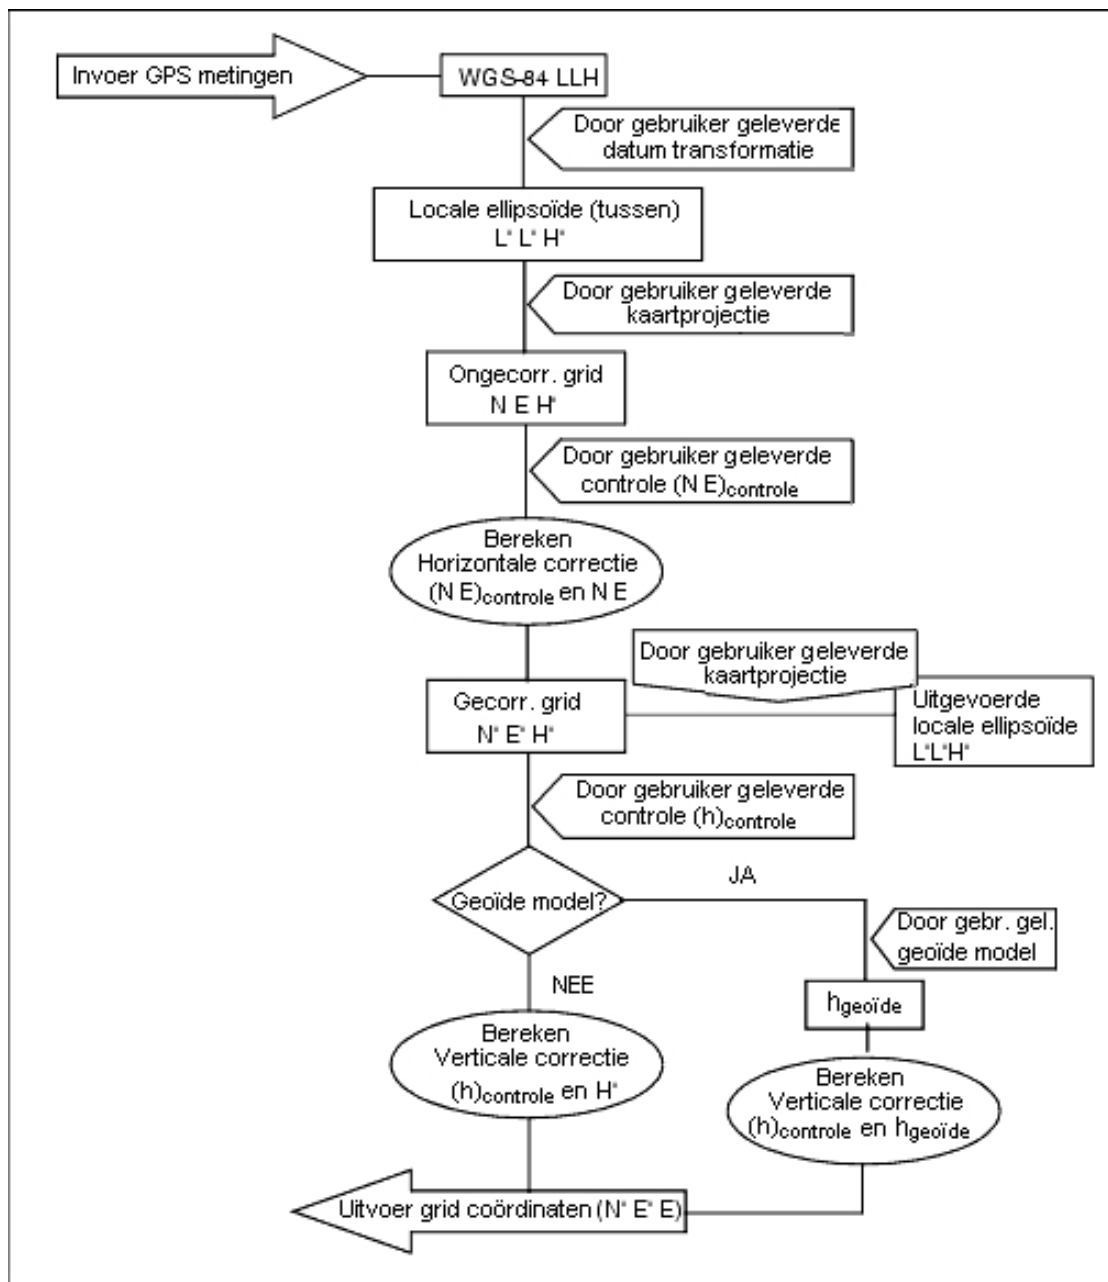 Invoer GPS metingen
WGS-84 LLH
Door gebruiker geleverde
datum transformatie
Locale ellipsoïde (tussen)
L' L' H'
Door gebruiker geleverde
kaartprojectie
Ongecorr. grid
N E H'
Door gebruiker geleverde
controle (N E)controle
Bereken
Horizontale correctie
(N E)controle en N E
Door gebruiker geleverde
kaartprojectie
Gecorr. grid
N' E' H'
Uitgevoerde
locale ellipsoïde
L'L'H'
Door gebruiker geleverde
controle (h)controle
JA
Geoïde model?
Door gebr. gel.
geoïde model
NEE
hgeoïde
Bereken
Verticale correctie
(h)controle en H'
Bereken
Verticale correctie
(h)controle en hgeoïde
Uitvoer grid coördinaten (N' E' E)